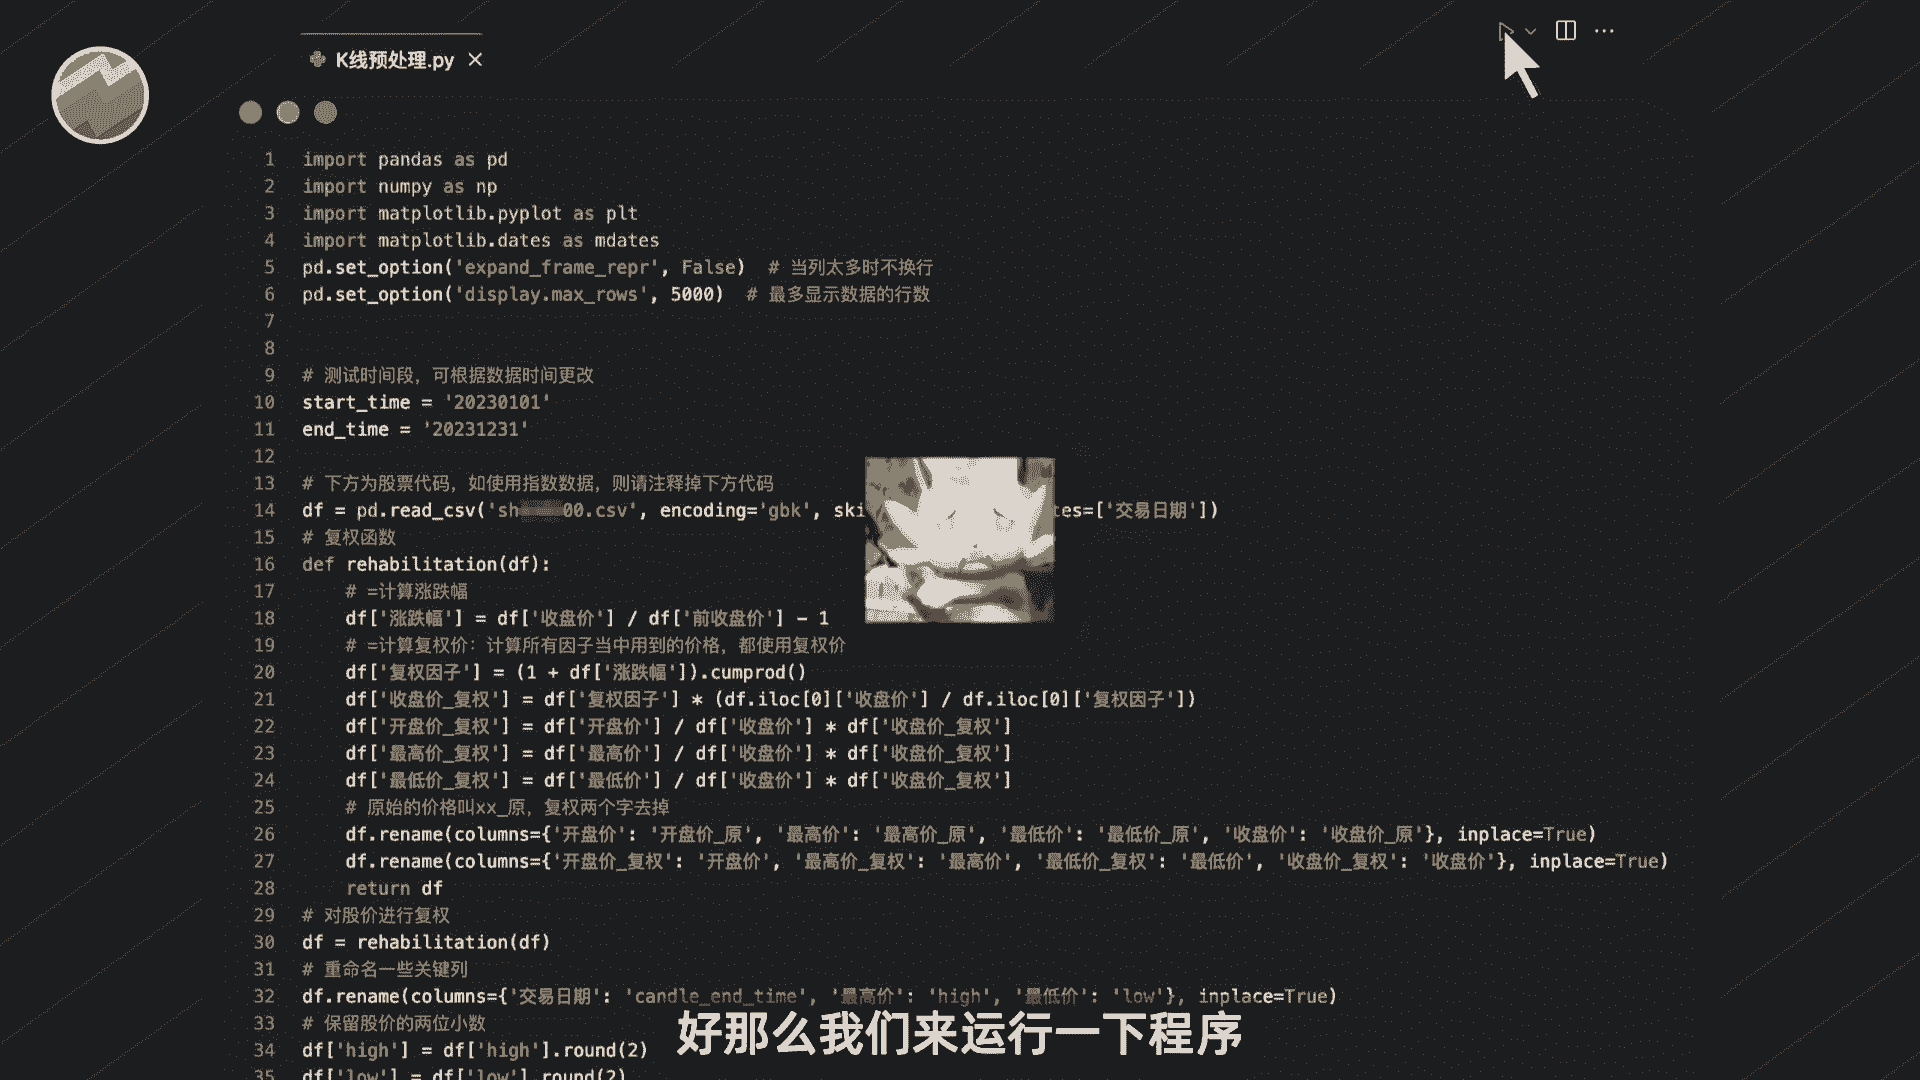 K线预处理.py
1 import pandas as pd
2 import numpy as np
3 import matplotlib.pyplot as plt
4 import matplotlib.dates as mdates
5 pd.set_option('expand_frame_repr', False)  # 当列太多时不换行
6 pd.set_option('display.max_rows', 5000)  # 最多显示数据的行数
7
8
9 # 测试时间段，可根据数据时间更改
10 start_time = '20230101'
11 end_time = '20231231'
12
13 # 下方为股票代码，如使用指数数据，则请注释掉下方代码
14 df = pd.read_csv('sh 00.csv', encoding='gbk', ski tes=['交易日期'])
15 # 复权函数
16 def rehabilitation(df):
17     # =计算涨跌幅
18     df['涨跌幅'] = df['收盘价'] / df['前收盘价'] - 1
19     # =计算复权价：计算所有因子当中用到的价格，都使用复权价
20     df['复权因子'] = (1 + df['涨跌幅']).cumprod()
21     df['收盘价_复权'] = df['复权因子'] * (df.iloc[0]['收盘价'] / df.iloc[0]['复权因子'])
22     df['开盘价_复权'] = df['开盘价'] / df['收盘价'] * df['收盘价_复权']
23     df['最高价_复权'] = df['最高价'] / df['收盘价'] * df['收盘价_复权']
24     df['最低价_复权'] = df['最低价'] / df['收盘价'] * df['收盘价_复权']
25     # 原始的价格叫xx_原，复权两个字去掉
26     df.rename(columns={'开盘价': '开盘价_原', '最高价': '最高价_原', '最低价': '最低价_原', '收盘价': '收盘价_原'}, inplace=True)
27     df.rename(columns={'开盘价_复权': '开盘价', '最高价_复权': '最高价', '最低价_复权': '最低价', '收盘价_复权': '收盘价'}, inplace=True)
28     return df
29 # 对股价进行复权
30 df = rehabilitation(df)
31 # 重命名一些关键列
32 df.rename(columns={'交易日期': 'candle_end_time', '最高价': 'high', '最低价': 'low'}, inplace=True)
33 # 保留股价的两位小数
34 df['high'] = df['high'].round(2)
35 df['low'] = df['low'].round(2)
好那么我们来运行一下程序